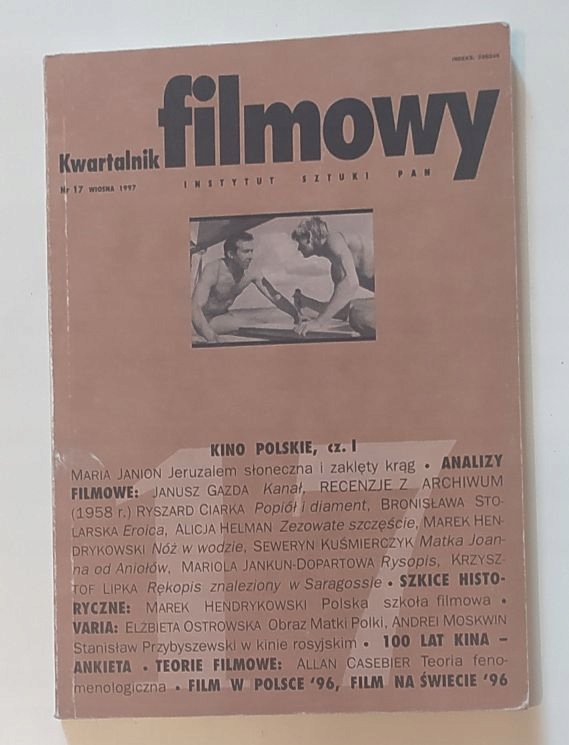 Kwartalnik filmowy
Nr 17 WIOSNA 1997
INSTYTUT SZTUKI PAN
KINO POLSKIE, cz. I
MARIA JANION Jeruzalem słoneczna i zaklęty krąg • ANALIZY
FILMOWE: JANUSZ GAZDA Kanał, RECENZJE Z ARCHIWUM
(1958 r.) RYSZARD CIARKA Popiół i diament, BRONISŁAWA STO-
LARSKA Eroica, ALICJA HELMAN Zezowate szczęście, MAREK HEN-
DRYKOWSKI Nóż w wodzie, SEWERYN KUŚMIERCZYK Matka Joan-
na od Aniołów, MARIOLA JANKUN-DOPARTOWA Rysopis, KRZYSZ-
TOF LIPKA Rękopis znaleziony w Saragossie • SZKICE HISTO-
RYCZNE: MAREK HENDRYKOWSKI Polska szkoła filmowa •
VARIA: ELŻBIETA OSTROWSKA Obraz Matki Polki, ANDREI MOSKWIN
Stanisław Przybyszewski w kinie rosyjskim • 100 LAT KINA –
ANKIETA • TEORIE FILMOWE: ALLAN CASEBIER Teoria feno-
menologiczna • FILM W POLSCE '96, FILM NA ŚWIECIE '96
17